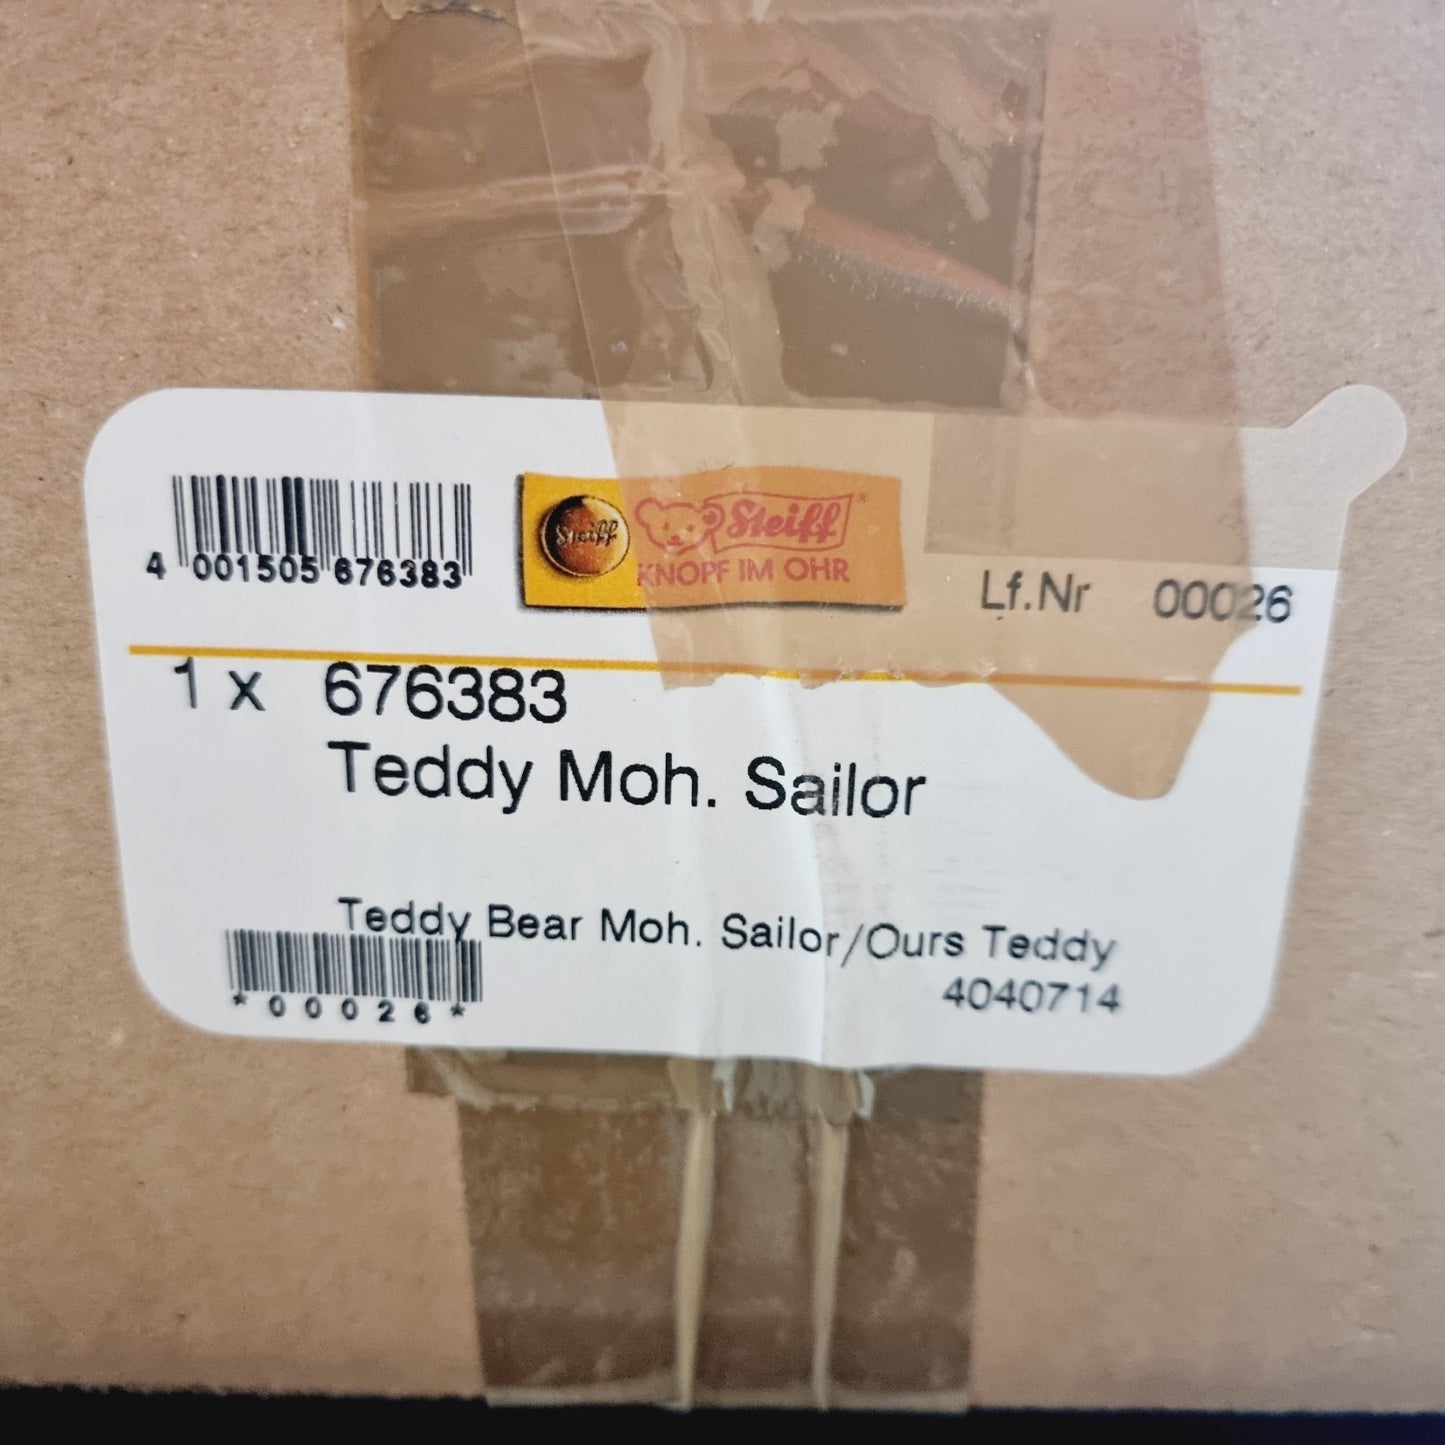 4 001505 676383
Steiff
Steiff®
KNOPF IM OHR
Lf.Nr 00026
1 x 676383
Teddy Moh. Sailor
Teddy Bear Moh. Sailor/Ours Teddy
*00026*
4040714